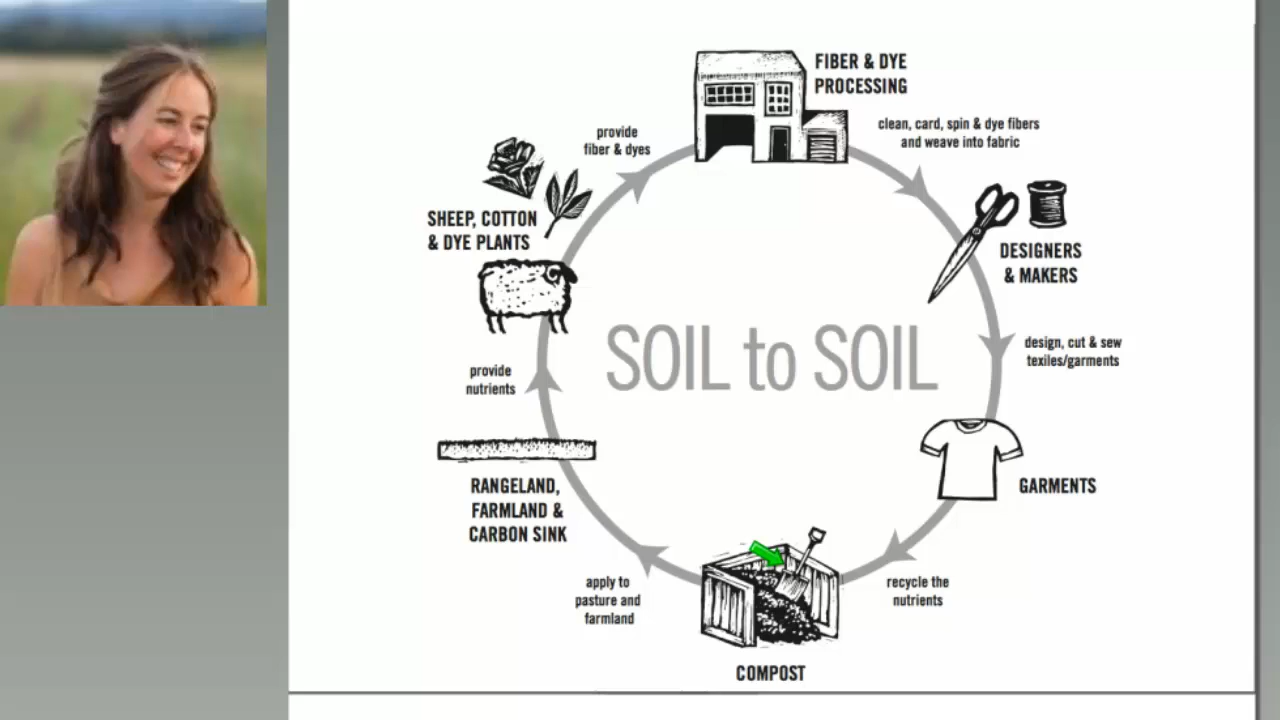 FIBER & DYE
PROCESSING
clean, card, spin & dye fibers
and weave into fabric
DESIGNERS
& MAKERS
design, cut & sew
texiles/garments
GARMENTS
recycle the
nutrients
COMPOST
apply to
pasture and
farmland
RANGELAND,
FARMLAND &
CARBON SINK
provide
nutrients
SHEEP, COTTON
& DYE PLANTS
provide
fiber & dyes
SOIL to SOIL